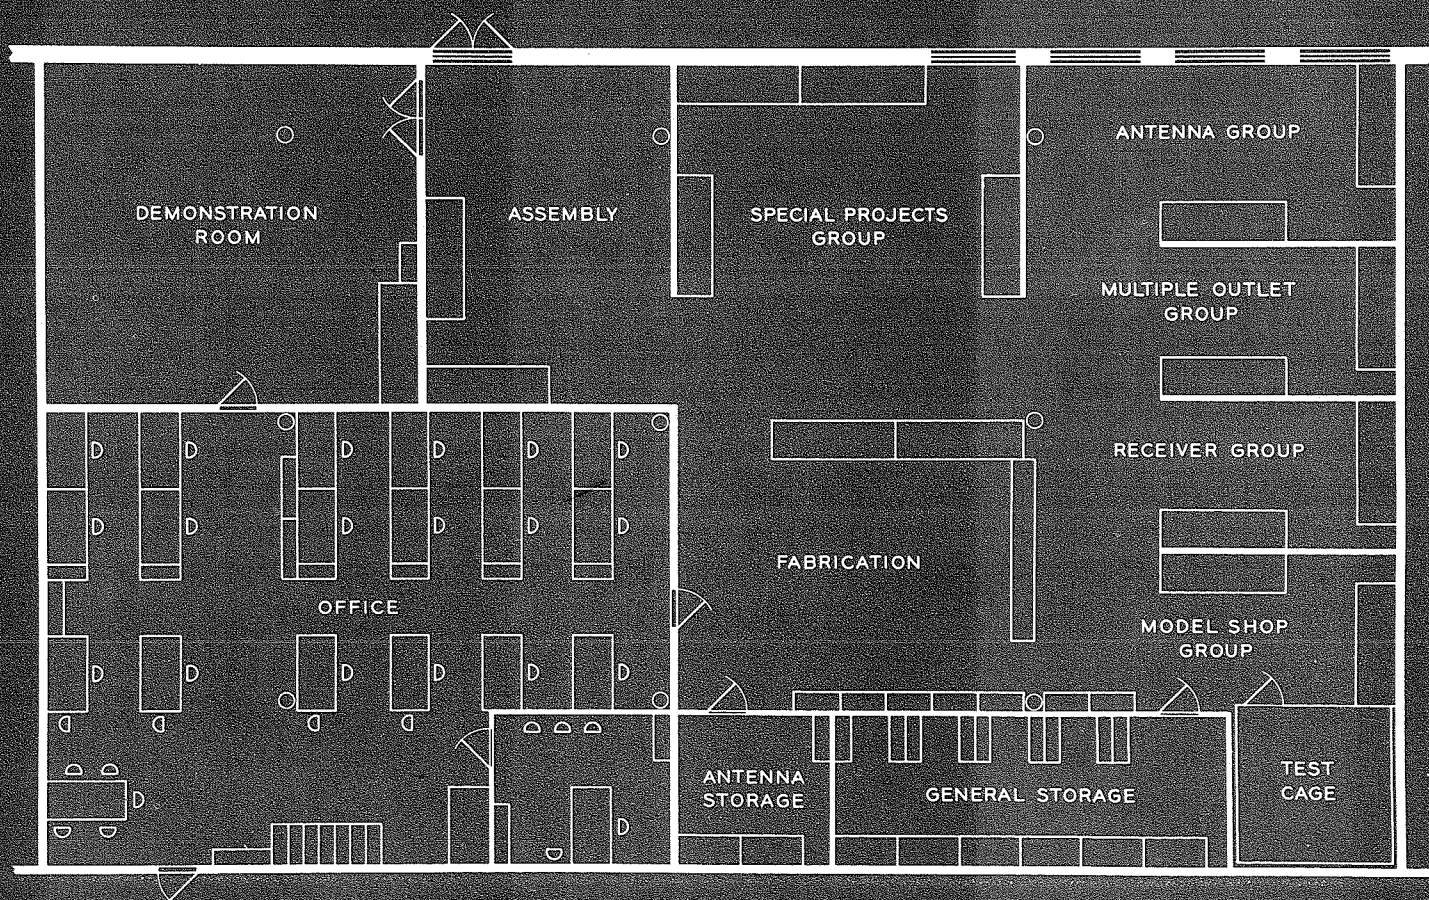 DEMONSTRATION
ROOM
ASSEMBLY
SPECIAL PROJECTS
GROUP
ANTENNA GROUP
MULTIPLE OUTLET
GROUP
RECEIVER GROUP
FABRICATION
OFFICE
MODEL SHOP
GROUP
ANTENNA
STORAGE
GENERAL STORAGE
TEST
CAGE